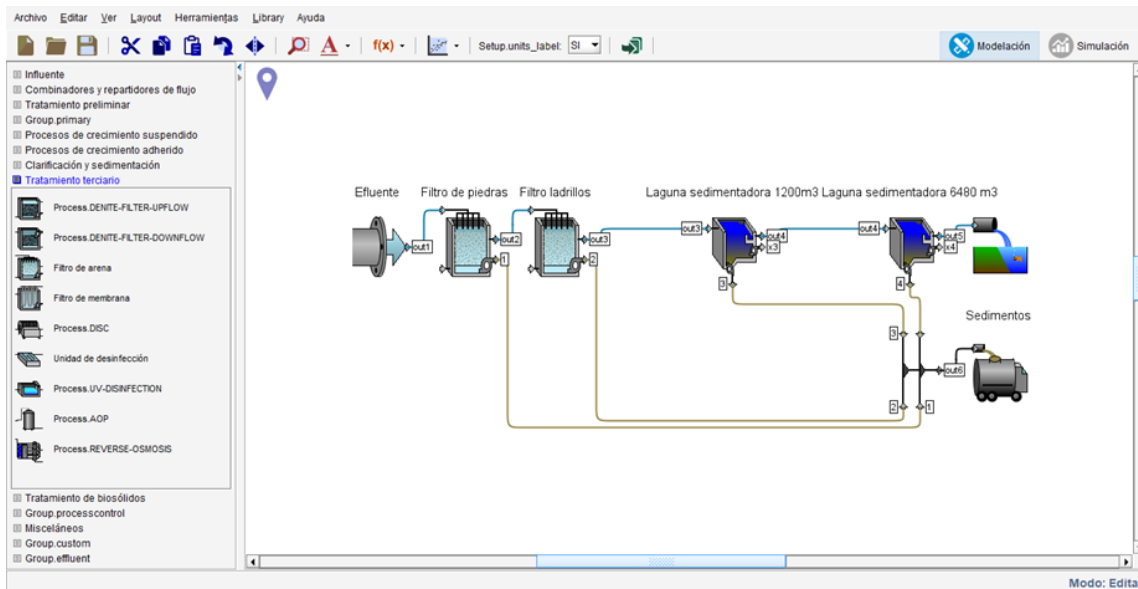 Archivo Editar Ver Layout Herramientas Library Ayuda
A f(x) Setup.units_label: SI Modelación Simulación
Influente
Combinadores y repartidores de flujo
Tratamiento preliminar
Group.primary
Procesos de crecimiento suspendido
Procesos de crecimiento adherido
Clarificación y sedimentación
Tratamiento terciario
Process.DENITE-FILTER-UPFLOW
Process.DENITE-FILTER-DOWNFLOW
Filtro de arena
Filtro de membrana
Process.DISC
Unidad de desinfección
Process.UV-DISINFECTION
Process.AOP
Process.REVERSE-OSMOSIS
Tratamiento de biosólidos
Group.processcontrol
Misceláneos
Group.custom
Group.effluent
Efluente Filtro de piedras Filtro ladrillos Laguna sedimentadora 1200m3 Laguna sedimentadora 6480 m3
out1 out2 out3 out3 out4 out4 out5
1 2 x3 x4
3 4
Sedimentos
3
out6
2 1
Modo: Edita